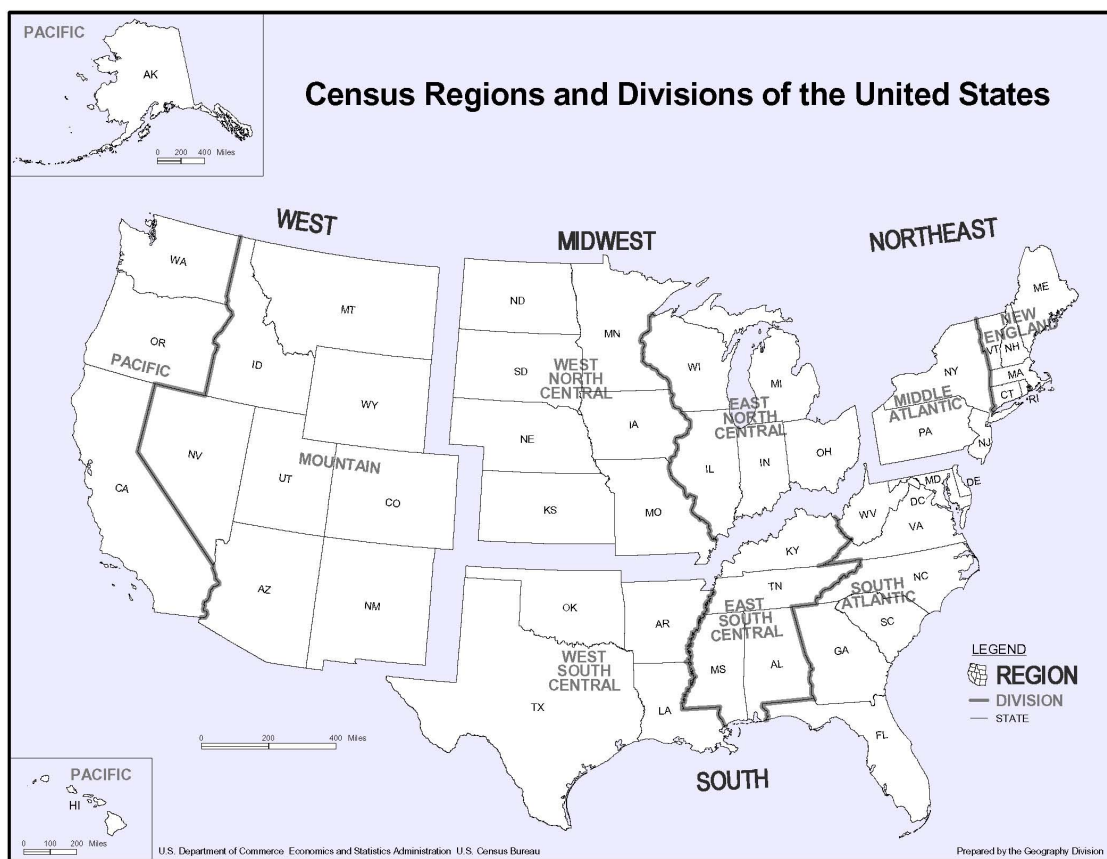 PACIFIC
AK
0 200 400 Miles
Census Regions and Divisions of the United States
WEST
MIDWEST
NORTHEAST
WA
MT
OR
ID
PACIFIC
WY
NV
UT
MOUNTAIN
CO
CA
AZ
NM
ND
MN
SD
WEST
NORTH
CENTRAL
NE
IA
KS
MO
WI
MI
EAST
NORTH
CENTRAL
IL
IN
OH
ME
NEW
ENGLAND
VT
NH
NY
MA
CT
RI
MIDDLE
ATLANTIC
PA
NJ
MD
DE
DC
WV
VA
KY
TN
NC
SOUTH
ATLANTIC
SC
EAST
SOUTH
CENTRAL
MS
AL
GA
OK
AR
WEST
SOUTH
CENTRAL
TX
LA
FL
SOUTH
LEGEND
REGION
DIVISION
STATE
0 200 400 Miles
PACIFIC
HI
0 100 200 Miles
U.S. Department of Commerce Economics and Statistics Administration U.S. Census Bureau
Prepared by the Geography Division